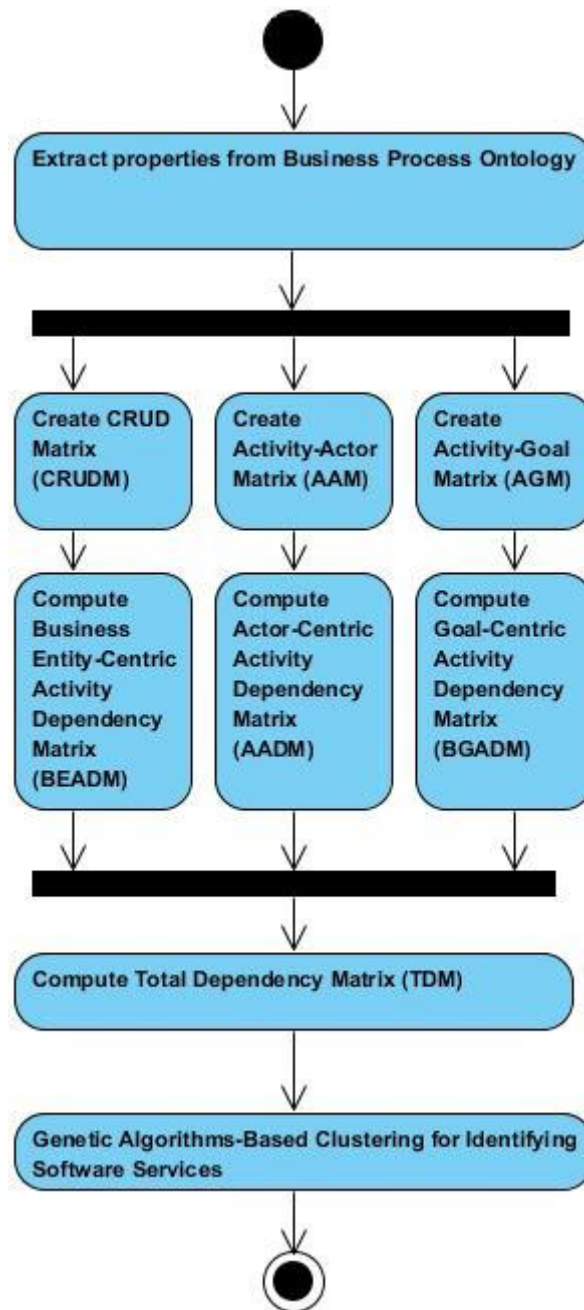 Extract properties from Business Process Ontology
Create CRUD
Matrix
(CRUDM)
Create
Activity-Actor
Matrix (AAM)
Create
Activity-Goal
Matrix (AGM)
Compute
Business
Entity-Centric
Activity
Dependency
Matrix
(BEADM)
Compute
Actor-Centric
Activity
Dependency
Matrix
(AADM)
Compute
Goal-Centric
Activity
Dependency
Matrix
(BGADM)
Compute Total Dependency Matrix (TDM)
Genetic Algorithms-Based Clustering for Identifying
Software Services